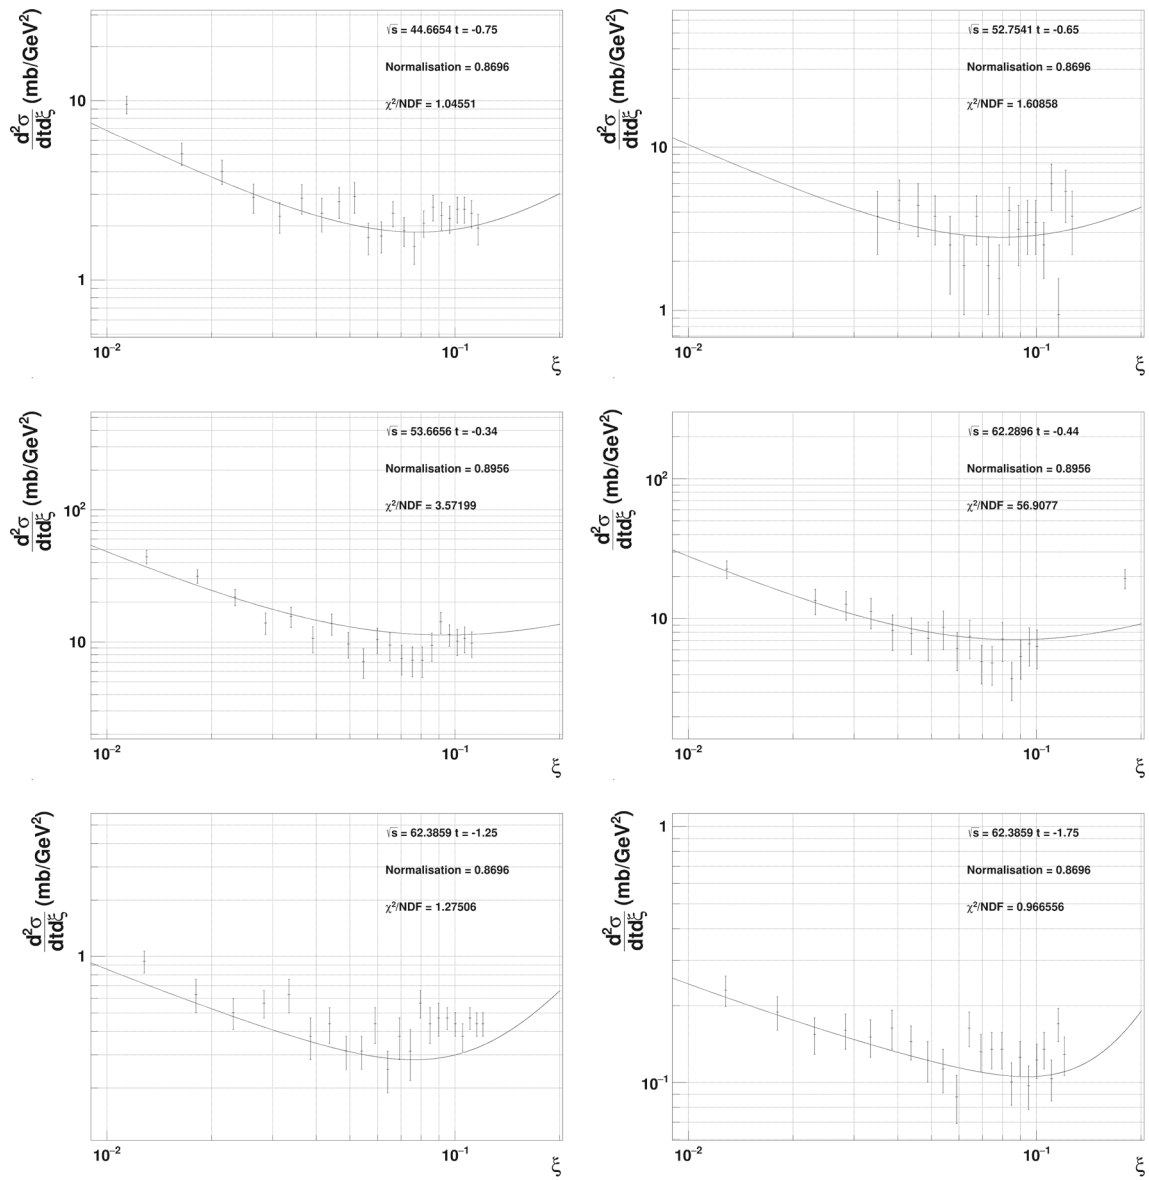 √s = 44.6654 t = -0.75
Normalisation = 0.8696
χ²/NDF = 1.04551
d²σ/dtdξ (mb/GeV²)
10
1
10⁻²
10⁻¹
ξ
√s = 52.7541 t = -0.65
Normalisation = 0.8696
χ²/NDF = 1.60858
d²σ/dtdξ (mb/GeV²)
10
1
10⁻²
10⁻¹
ξ
√s = 53.6656 t = -0.34
Normalisation = 0.8956
χ²/NDF = 3.57199
d²σ/dtdξ (mb/GeV²)
10²
10
10⁻²
10⁻¹
ξ
√s = 62.2896 t = -0.44
Normalisation = 0.8956
χ²/NDF = 56.9077
d²σ/dtdξ (mb/GeV²)
10²
10
10⁻²
10⁻¹
ξ
√s = 62.3859 t = -1.25
Normalisation = 0.8696
χ²/NDF = 1.27506
d²σ/dtdξ (mb/GeV²)
1
10⁻²
10⁻¹
ξ
√s = 62.3859 t = -1.75
Normalisation = 0.8696
χ²/NDF = 0.966556
d²σ/dtdξ (mb/GeV²)
1
10⁻¹
10⁻²
10⁻¹
ξ